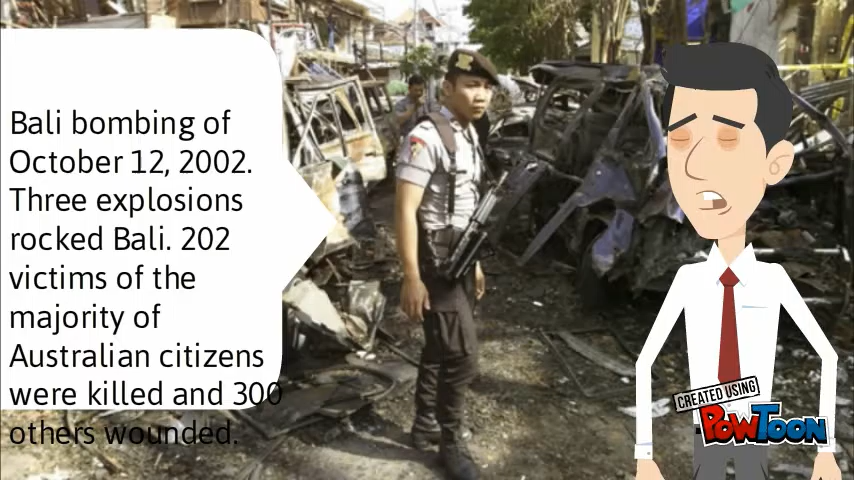 Bali bombing of
October 12, 2002.
Three explosions
rocked Bali. 202
victims of the
majority of
Australian citizens
were killed and 300
others wounded.
CREATED USING
POWTOON